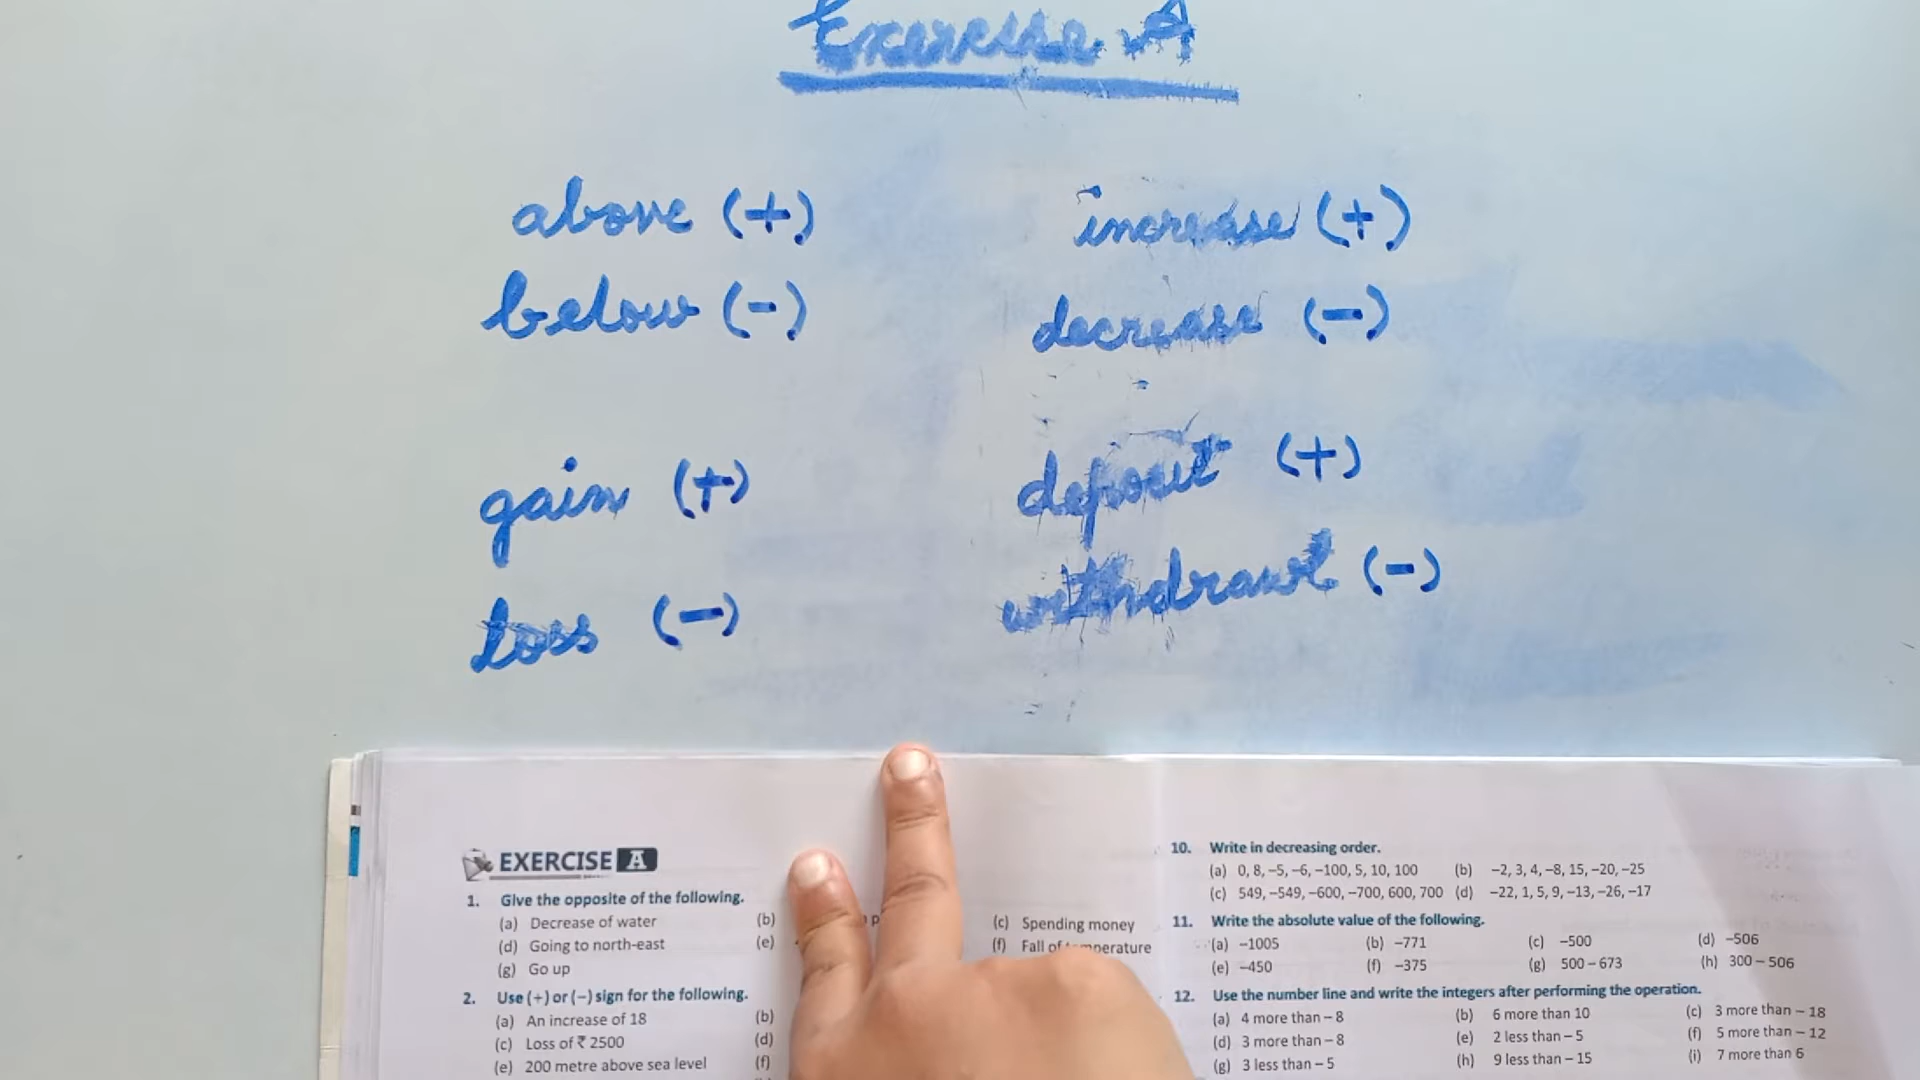 Exercise A
above (+)
below (-)
increase (+)
decrease (-)
gain (+)
loss (-)
deposit (+)
withdrawl (-)
EXERCISE A
1. Give the opposite of the following.
(a) Decrease of water (b) (c) Spending money
(d) Going to north-east (e) (f) Fall of temperature
(g) Go up
2. Use (+) or (−) sign for the following.
(a) An increase of 18 (b)
(c) Loss of ₹ 2500 (d)
(e) 200 metre above sea level (f)
10. Write in decreasing order.
(a) 0, 8, −5, −6, −100, 5, 10, 100 (b) −2, 3, 4, −8, 15, −20, −25
(c) 549, −549, −600, −700, 600, 700 (d) −22, 1, 5, 9, −13, −26, −17
11. Write the absolute value of the following.
(a) −1005 (b) −771 (c) −500 (d) −506
(e) −450 (f) −375 (g) 500 − 673 (h) 300 − 506
12. Use the number line and write the integers after performing the operation.
(a) 4 more than − 8 (b) 6 more than 10 (c) 3 more than − 18
(d) 3 more than − 8 (e) 2 less than − 5 (f) 5 more than − 12
(g) 3 less than − 5 (h) 9 less than − 15 (i) 7 more than 6